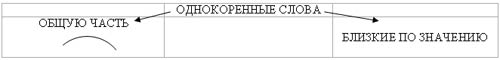 ОДНОКОРЕННЫЕ СЛОВА
ОБЩУЮ ЧАСТЬ
БЛИЗКИЕ ПО ЗНАЧЕНИЮ